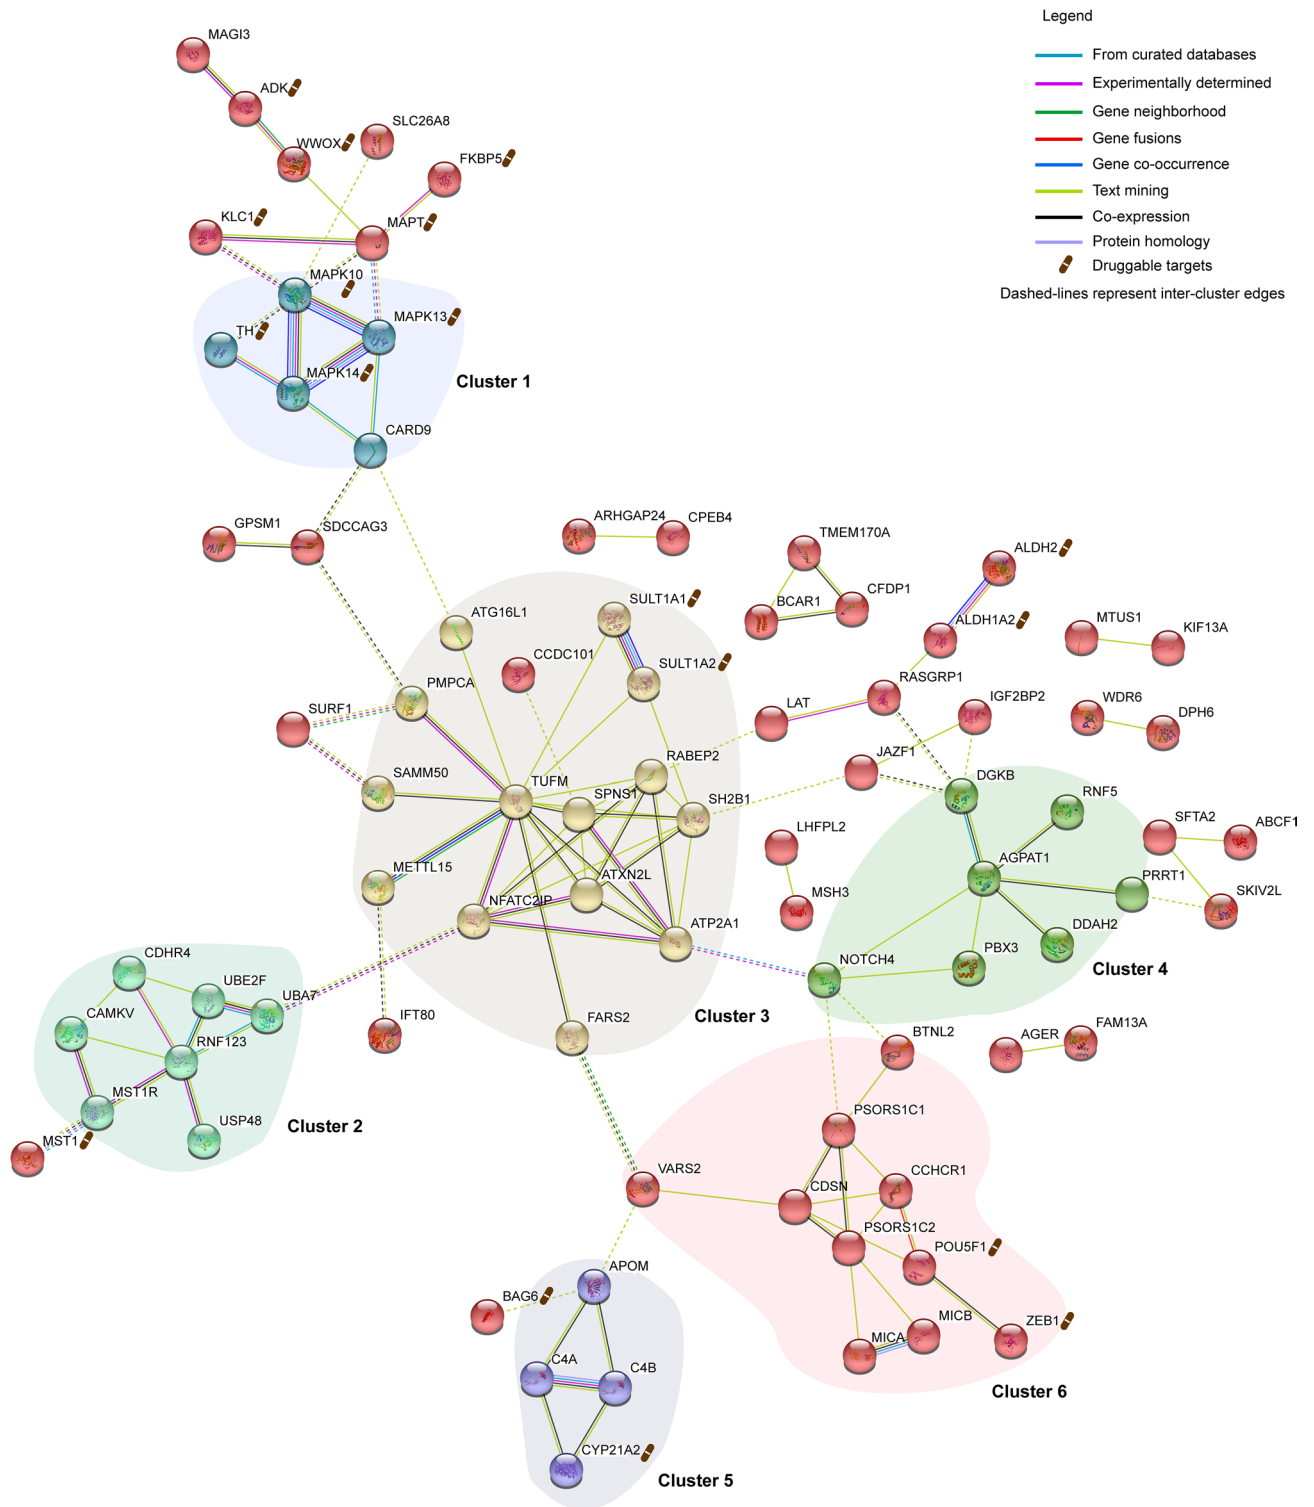 Legend
MAGI3
From curated databases
ADK
Experimentally determined
Gene neighborhood
SLC26A8
WWOX
Gene fusions
FKBP5
Gene co-occurrence
Text mining
KLC1
MAPT
Co-expression
Protein homology
MAPK10
Druggable targets
Dashed-lines represent inter-cluster edges
MAPK13
TH
MAPK14
Cluster 1
CARD9
GPSM1
SDCCAG3
ARHGAP24
CPEB4
TMEM170A
ALDH2
BCAR1
CFDP1
ATG16L1
SULT1A1
ALDH1A2
MTUS1
KIF13A
CCDC101
SULT1A2
PMPCA
RASGRP1
IGF2BP2
WDR6
SURF1
LAT
DPH6
JAZF1
RABEP2
SAMM50
TUFM
DGKB
SPNS1
SH2B1
RNF5
SFTA2
ABCF1
LHFPL2
AGPAT1
METTL15
ATXN2L
PRRT1
SKIV2L
NFATC2IP
MSH3
ATP2A1
DDAH2
NOTCH4
PBX3
Cluster 4
CDHR4
UBE2F
UBA7
CAMKV
IFT80
Cluster 3
FARS2
BTNL2
AGER
FAM13A
RNF123
MST1R
PSORS1C1
USP48
Cluster 2
MST1
VARS2
CCHCR1
CDSN
PSORS1C2
POU5F1
APOM
BAG6
MICB
ZEB1
MICA
C4A
C4B
Cluster 6
CYP21A2
Cluster 5